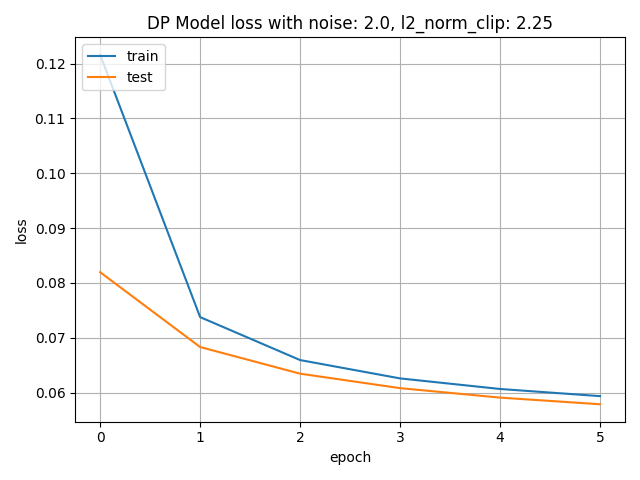 DP Model loss with noise: 2.0, l2_norm_clip: 2.25
train
test
0.12
0.11
0.10
0.09
0.08
0.07
0.06
loss
0 1 2 3 4 5
epoch